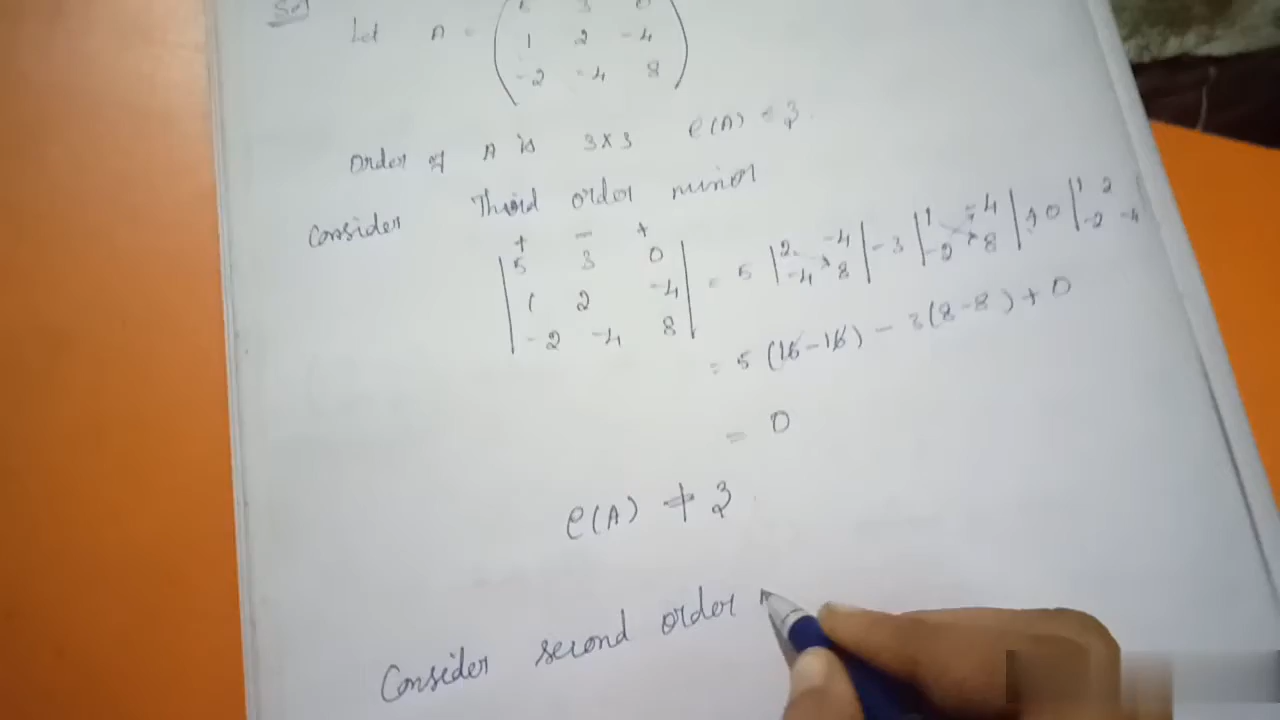 Sol
Let A = ( 5 3 0
1 2 -4
-2 -4 8 )
Order of A is 3x3 ρ(A) = 3.
Consider Third order minor
+ - +
| 5 3 0
1 2 -4
-2 -4 8 | = 5 | 2 -4
-4 8 | - 3 | 1 -4
-2 8 | + 0 | 1 2
-2 -4 |
= 5 (16-16) - 3(8-8) + 0
= 0
ρ(A) ≠ 3
Consider second order